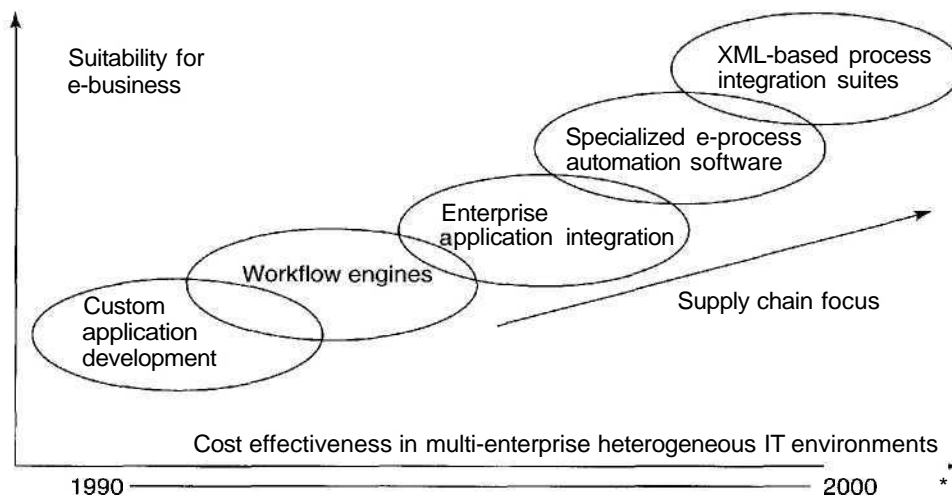 Suitability for
e-business
XML-based process
integration suites
Specialized e-process
automation software
Enterprise
application integration
Workflow engines
Supply chain focus
Custom
application
development
Cost effectiveness in multi-enterprise heterogeneous IT environments
1990
2000
*